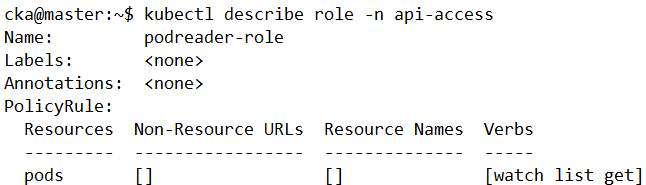 cka@master:~$ kubectl describe role -n api-access
Name:         podreader-role
Labels:       <none>
Annotations:  <none>
PolicyRule:
  Resources  Non-Resource URLs  Resource Names  Verbs
  ---------  -----------------  --------------  -----
  pods       []                 []              [watch list get]